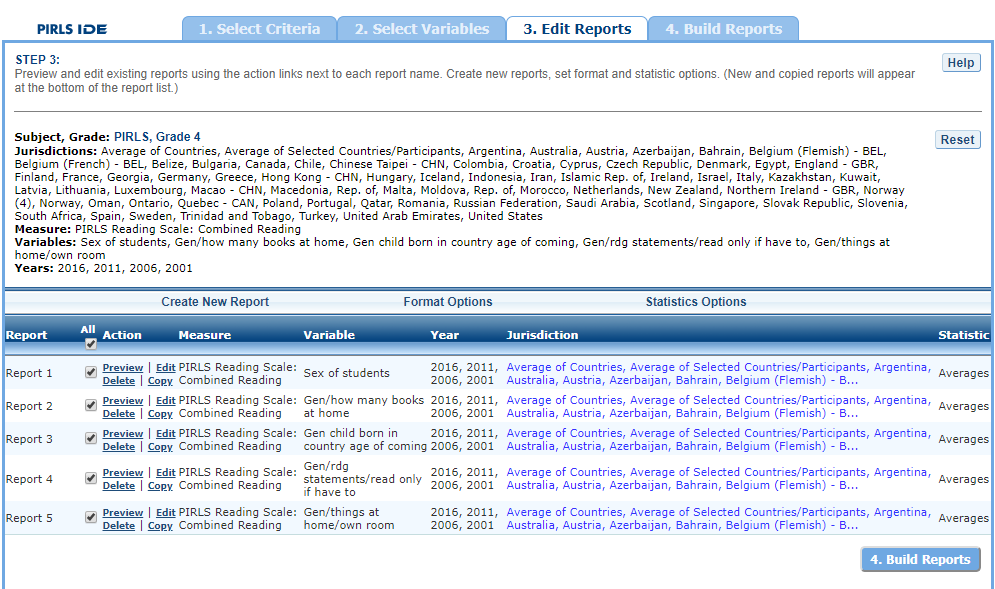 PIRLS IDE
1. Select Criteria
2. Select Variables
3. Edit Reports
4. Build Reports
STEP 3:
Preview and edit existing reports using the action links next to each report name. Create new reports, set format and statistic options. (New and copied reports will appear
at the bottom of the report list.)
Help
Subject, Grade: PIRLS, Grade 4
Reset
Jurisdictions: Average of Countries, Average of Selected Countries/Participants, Argentina, Australia, Austria, Azerbaijan, Bahrain, Belgium (Flemish) - BEL,
Belgium (French) - BEL, Belize, Bulgaria, Canada, Chile, Chinese Taipei - CHN, Colombia, Croatia, Cyprus, Czech Republic, Denmark, Egypt, England - GBR,
Finland, France, Georgia, Germany, Greece, Hong Kong - CHN, Hungary, Iceland, Indonesia, Iran, Islamic Rep. of, Ireland, Israel, Italy, Kazakhstan, Kuwait,
Latvia, Lithuania, Luxembourg, Macao - CHN, Macedonia, Rep. of, Malta, Moldova, Rep. of, Morocco, Netherlands, New Zealand, Northern Ireland - GBR, Norway
(4), Norway, Oman, Ontario, Quebec - CAN, Poland, Portugal, Qatar, Romania, Russian Federation, Saudi Arabia, Scotland, Singapore, Slovak Republic, Slovenia,
South Africa, Spain, Sweden, Trinidad and Tobago, Turkey, United Arab Emirates, United States
Measure: PIRLS Reading Scale: Combined Reading
Variables: Sex of students, Gen/how many books at home, Gen child born in country age of coming, Gen/rdg statements/read only if have to, Gen/things at
home/own room
Years: 2016, 2011, 2006, 2001
Create New Report
Format Options
Statistics Options
Report All Action Measure Variable Year Jurisdiction Statistic
Report 1
Preview | Edit
Delete | Copy
PIRLS Reading Scale:
Combined Reading
Sex of students
2016, 2011,
2006, 2001
Average of Countries, Average of Selected Countries/Participants, Argentina,
Australia, Austria, Azerbaijan, Bahrain, Belgium (Flemish) - B...
Averages
Report 2
Preview | Edit
Delete | Copy
PIRLS Reading Scale:
Combined Reading
Gen/how many books
at home
2016, 2011,
2006, 2001
Average of Countries, Average of Selected Countries/Participants, Argentina,
Australia, Austria, Azerbaijan, Bahrain, Belgium (Flemish) - B...
Averages
Report 3
Preview | Edit
Delete | Copy
PIRLS Reading Scale:
Combined Reading
Gen child born in
country age of coming
2016, 2011,
2006, 2001
Average of Countries, Average of Selected Countries/Participants, Argentina,
Australia, Austria, Azerbaijan, Bahrain, Belgium (Flemish) - B...
Averages
Report 4
Preview | Edit
Delete | Copy
PIRLS Reading Scale:
Combined Reading
Gen/rdg
statements/read only
if have to
2016, 2011,
2006, 2001
Average of Countries, Average of Selected Countries/Participants, Argentina,
Australia, Austria, Azerbaijan, Bahrain, Belgium (Flemish) - B...
Averages
Report 5
Preview | Edit
Delete | Copy
PIRLS Reading Scale:
Combined Reading
Gen/things at
home/own room
2016, 2011,
2006, 2001
Average of Countries, Average of Selected Countries/Participants, Argentina,
Australia, Austria, Azerbaijan, Bahrain, Belgium (Flemish) - B...
Averages
4. Build Reports